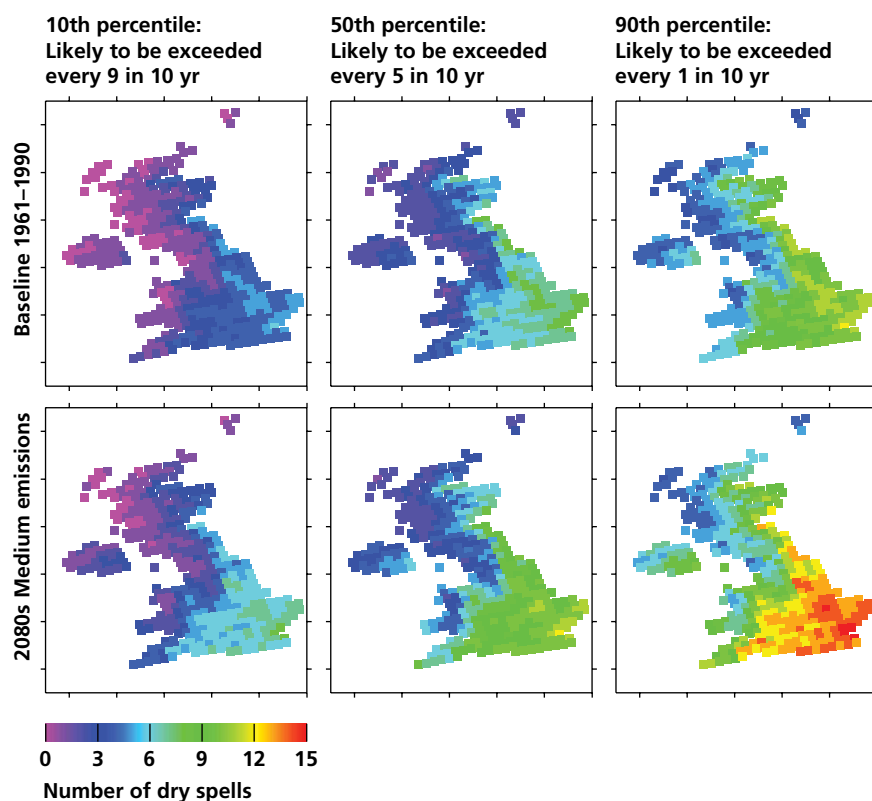 10th percentile:
Likely to be exceeded
every 9 in 10 yr
50th percentile:
Likely to be exceeded
every 5 in 10 yr
90th percentile:
Likely to be exceeded
every 1 in 10 yr
Baseline 1961–1990
2080s Medium emissions
0 3 6 9 12 15
Number of dry spells